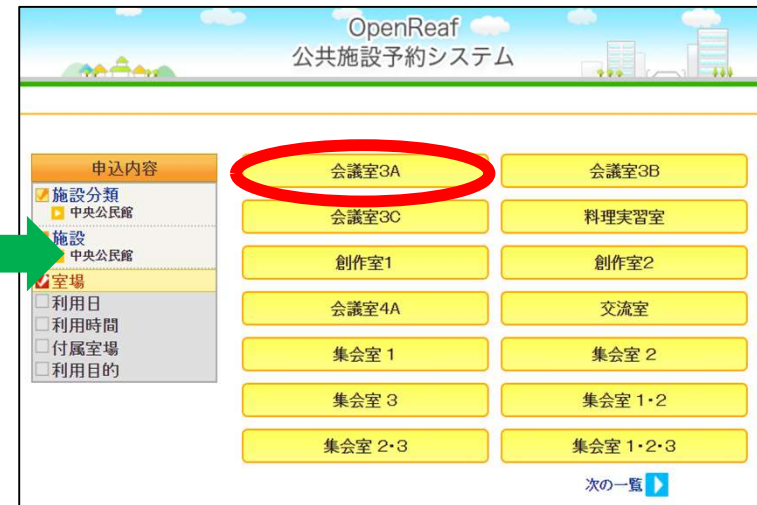 OpenReaf
公共施設予約システム
申込内容
施設分類
中央公民館
施設
中央公民館
室場
利用日
利用時間
付属室場
利用目的
会議室3A
会議室3B
会議室3C
料理実習室
創作室1
創作室2
会議室4A
交流室
集会室 1
集会室 2
集会室 3
集会室 1・2
集会室 2・3
集会室 1・2・3
次の一覧